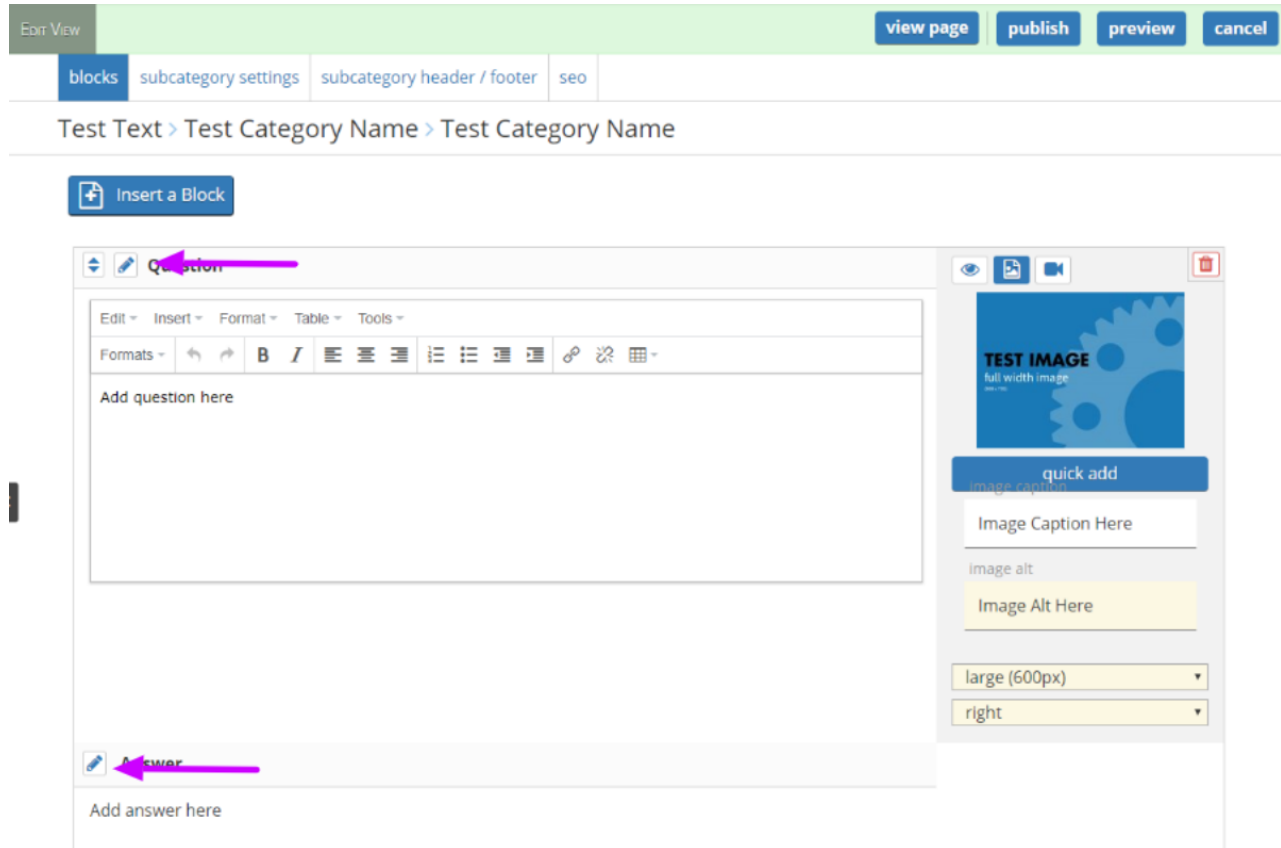 Edit View
view page
publish
preview
cancel
blocks
subcategory settings
subcategory header / footer
seo
Test Text > Test Category Name > Test Category Name
Insert a Block
Question
Edit Insert Format Table Tools
Formats B I
Add question here
TEST IMAGE
full width image
quick add
image caption
Image Caption Here
image alt
Image Alt Here
large (600px)
right
Answer
Add answer here